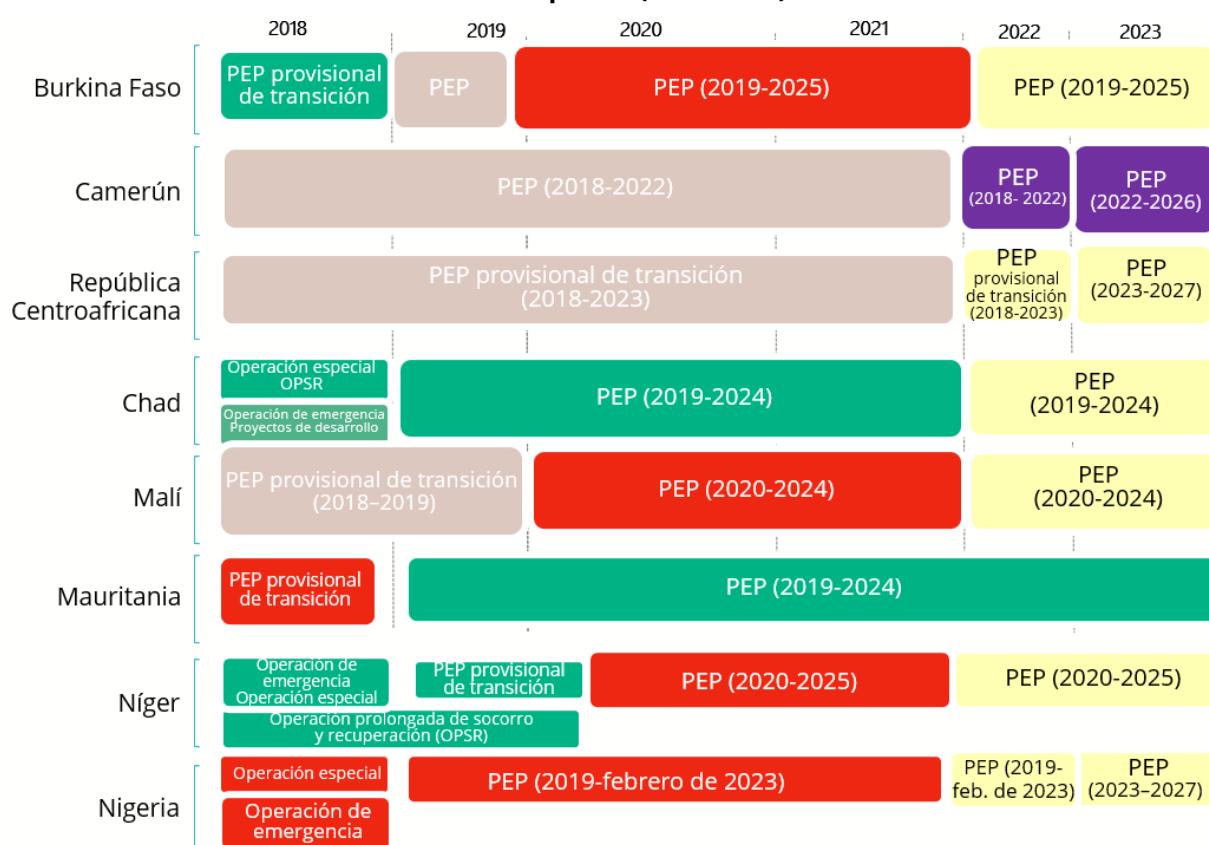 2018 2019 2020 2021 2022 2023
Burkina Faso
PEP provisional
de transición
PEP
PEP (2019-2025)
PEP (2019-2025)
Camerún
PEP (2018-2022)
PEP
(2018- 2022)
PEP
(2022-2026)
República
Centroafricana
PEP provisional de transición
(2018-2023)
PEP
provisional
de transición
(2018-2023)
PEP
(2023-2027)
Chad
Operación especial
OPSR
Operación de emergencia
Proyectos de desarrollo
PEP (2019-2024)
PEP
(2019-2024)
Malí
PEP provisional de transición
(2018–2019)
PEP (2020-2024)
PEP
(2020-2024)
Mauritania
PEP provisional
de transición
PEP (2019-2024)
Níger
Operación de
emergencia
Operación especial
PEP provisional
de transición
Operación prolongada de socorro
y recuperación (OPSR)
PEP (2020-2025)
PEP (2020-2025)
Nigeria
Operación especial
Operación de
emergencia
PEP (2019-febrero de 2023)
PEP (2019-
feb. de 2023)
PEP
(2023–2027)